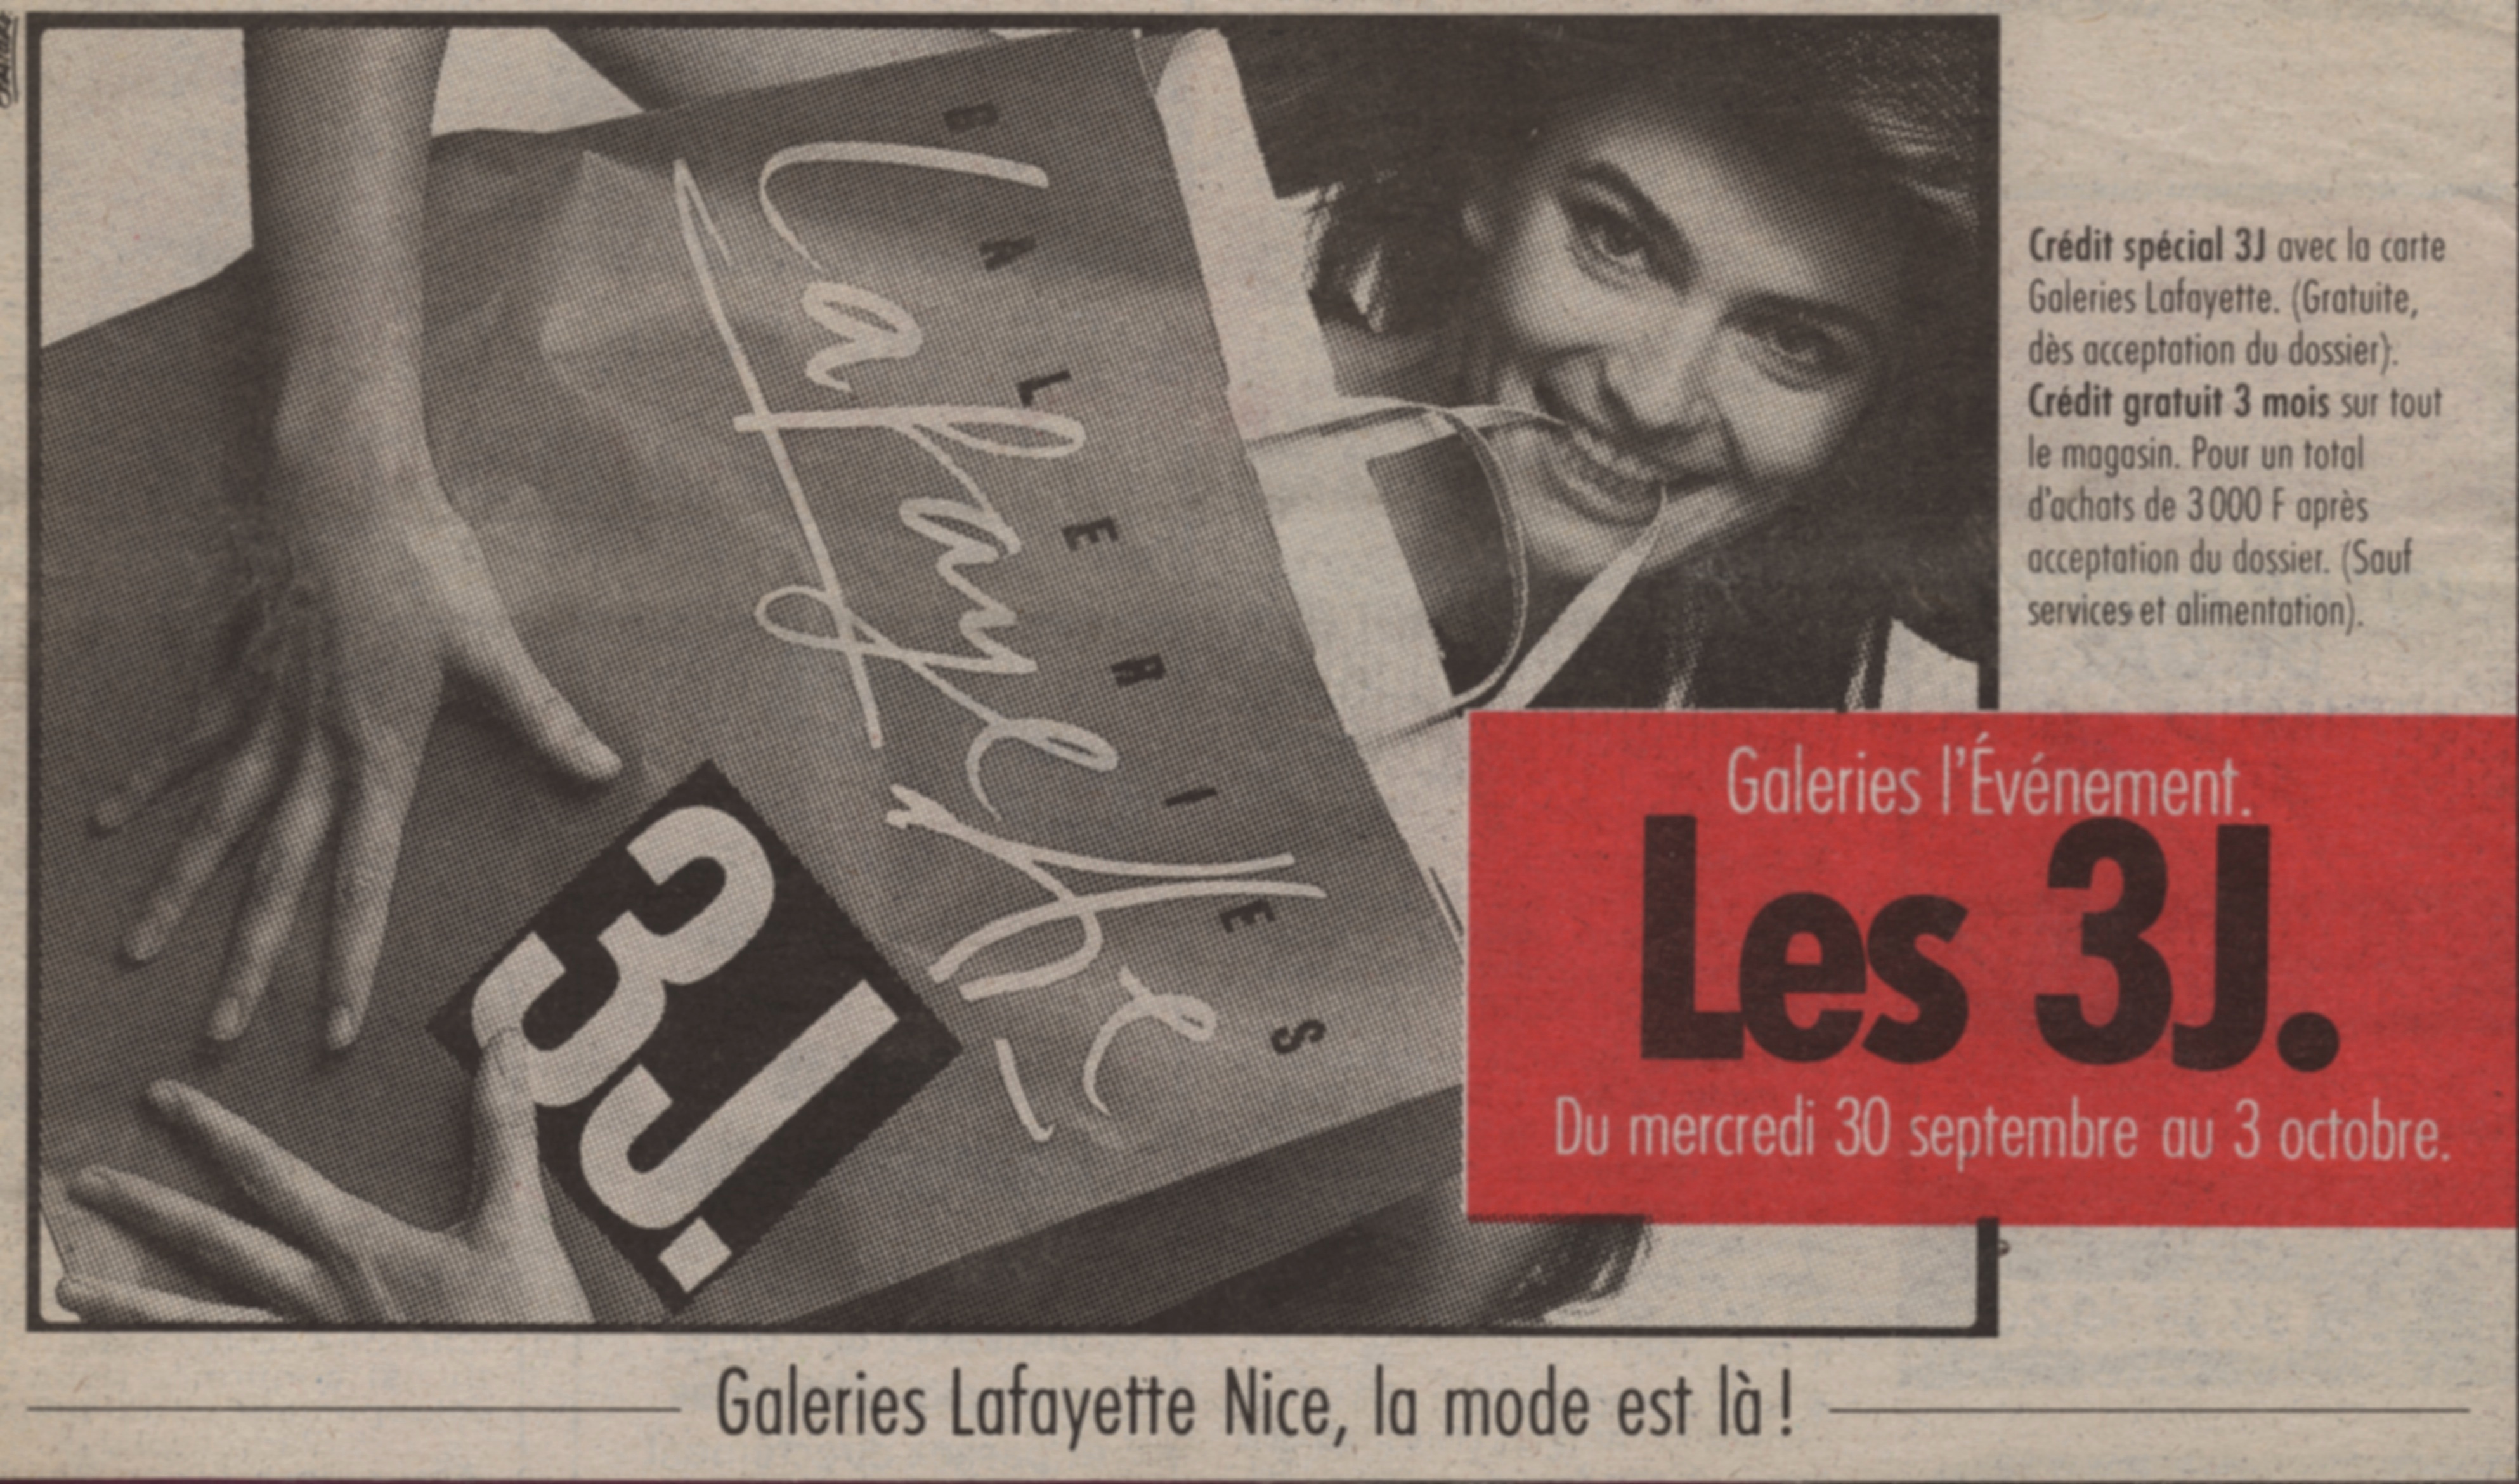 GALERIES
Lafayette
3J.
Crédit spécial 3J avec la carte
Galeries Lafayette. (Gratuite,
dès acceptation du dossier).
Crédit gratuit 3 mois sur tout
le magasin. Pour un total
d'achats de 3 000 F après
acceptation du dossier. (Sauf
services et alimentation).
Galeries l'Événement.
Les 3J.
Du mercredi 30 septembre au 3 octobre.
Galeries Lafayette Nice, la mode est là !